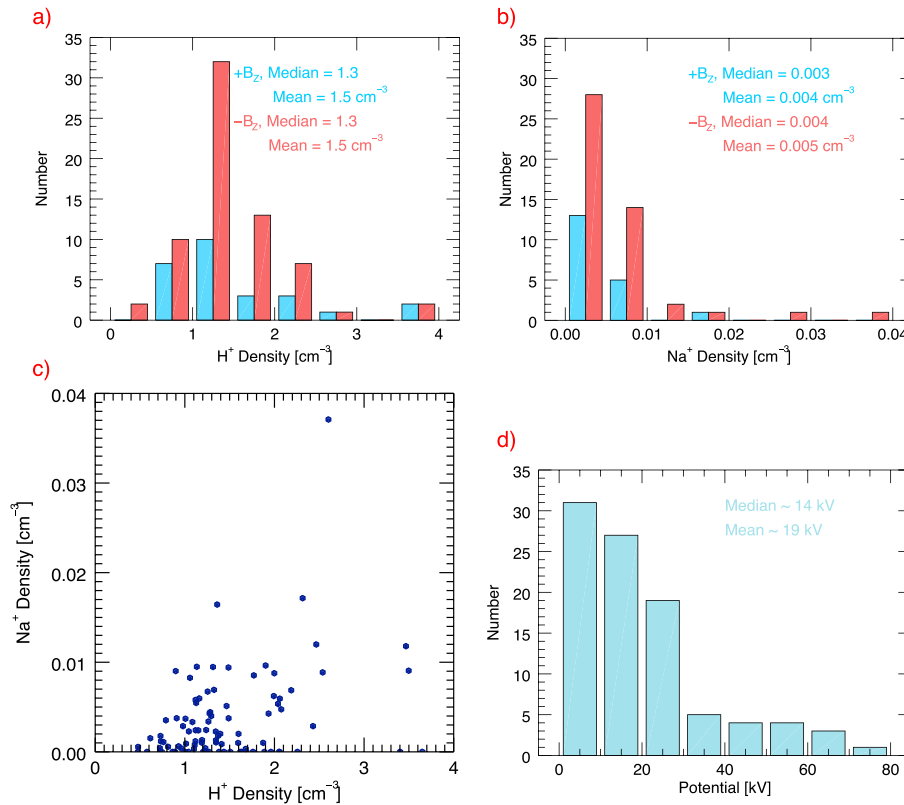 a)
35
30
25
20
15
10
5
0
Number
+B_Z, Median = 1.3
Mean = 1.5 cm⁻³
−B_Z, Median = 1.3
Mean = 1.5 cm⁻³
0 1 2 3 4
H⁺ Density [cm⁻³]
b)
35
30
25
20
15
10
5
0
Number
+B_Z, Median = 0.003
Mean = 0.004 cm⁻³
−B_Z, Median = 0.004
Mean = 0.005 cm⁻³
0.00 0.01 0.02 0.03 0.04
Na⁺ Density [cm⁻³]
c)
0.04
0.03
0.02
0.01
0.00
Na⁺ Density [cm⁻³]
0 1 2 3 4
H⁺ Density [cm⁻³]
d)
35
30
25
20
15
10
5
0
Number
Median ~ 14 kV
Mean ~ 19 kV
0 20 40 60 80
Potential [kV]